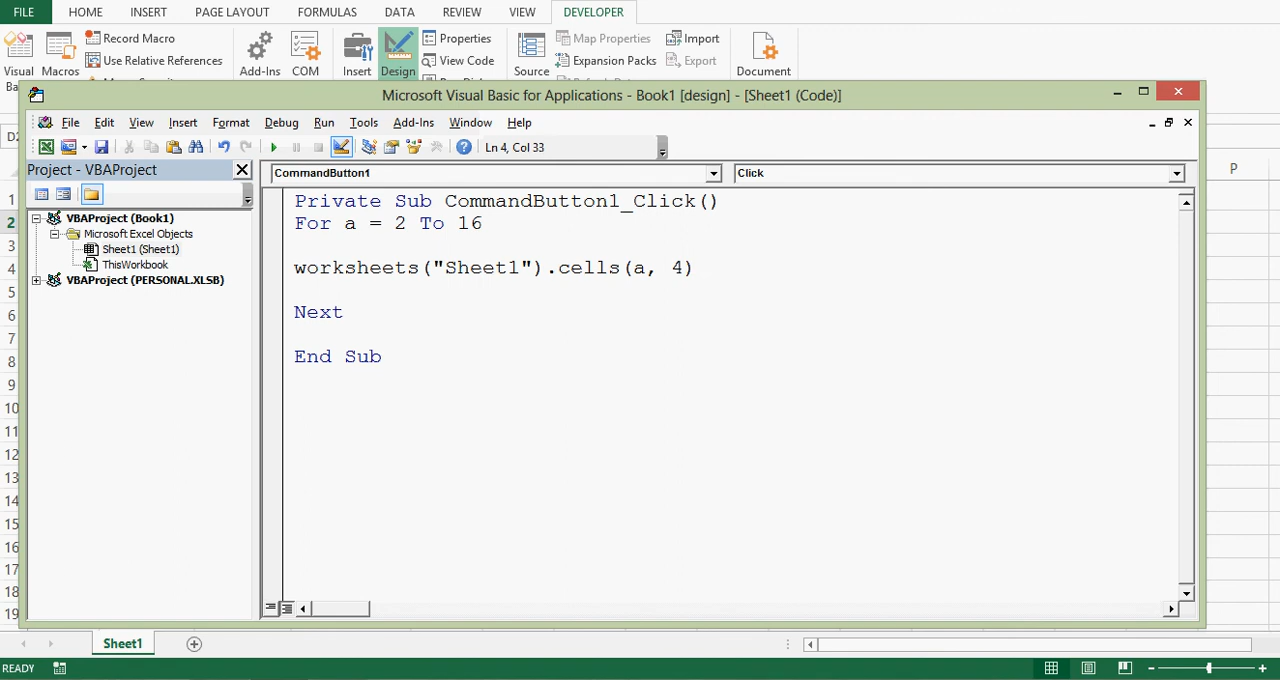 FILE HOME INSERT PAGE LAYOUT FORMULAS DATA REVIEW VIEW DEVELOPER
Record Macro Properties Map Properties Import
Use Relative References View Code Expansion Packs Export
Visual Macros Add-Ins COM Insert Design Source Document
Microsoft Visual Basic for Applications - Book1 [design] - [Sheet1 (Code)]
File Edit View Insert Format Debug Run Tools Add-Ins Window Help
Ln 4, Col 33
Project - VBAProject
CommandButton1 Click
VBAProject (Book1)
Microsoft Excel Objects
Sheet1 (Sheet1)
ThisWorkbook
VBAProject (PERSONAL.XLSB)
Private Sub CommandButton1_Click()
For a = 2 To 16
worksheets("Sheet1").cells(a, 4)
Next
End Sub
P
1
2
3
4
5
6
7
8
9
10
11
12
13
14
15
16
17
18
19
Sheet1
READY